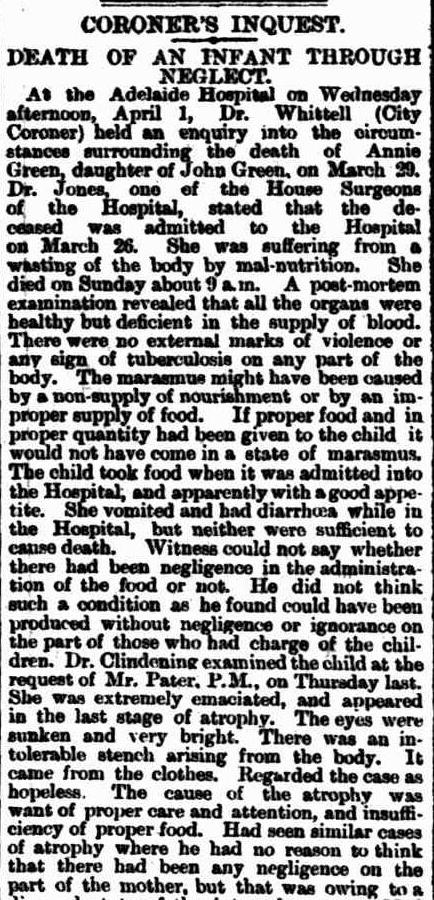 CORONER'S INQUEST.
DEATH OF AN INFANT THROUGH
NEGLECT.
At the Adelaide Hospital on Wednesday
afternoon, April 1, Dr. Whittell (City
Coroner) held an enquiry into the circum-
stances surrounding the death of Annie
Green, daughter of John Green, on March 29.
Dr. Jones, one of the House Surgeons
of the Hospital, stated that the de-
ceased was admitted to the Hospital
on March 26. She was suffering from a
wasting of the body by mal-nutrition. She
died on Sunday about 9 a.m. A post-mortem
examination revealed that all the organs were
healthy but deficient in the supply of blood.
There were no external marks of violence or
any sign of tuberculosis on any part of the
body. The marasmus might have been caused
by a non-supply of nourishment or by an im-
proper supply of food. If proper food and in
proper quantity had been given to the child it
would not have come in a state of marasmus.
The child took food when it was admitted into
the Hospital, and apparently with a good appe-
tite. She vomited and had diarrhœa while in
the Hospital, but neither were sufficient to
cause death. Witness could not say whether
there had been negligence in the administra-
tion of the food or not. He did not think
such a condition as he found could have been
produced without negligence or ignorance on
the part of those who had charge of the chil-
dren. Dr. Clindening examined the child at the
request of Mr. Pater, P.M., on Thursday last.
She was extremely emaciated, and appeared
in the last stage of atrophy. The eyes were
sunken and very bright. There was an in-
tolerable stench arising from the body. It
came from the clothes. Regarded the case as
hopeless. The cause of the atrophy was
want of proper care and attention, and insuffi-
ciency of proper food. Had seen similar cases
of atrophy where he had no reason to think
that there had been any negligence on the
part of the mother, but that was owing to a